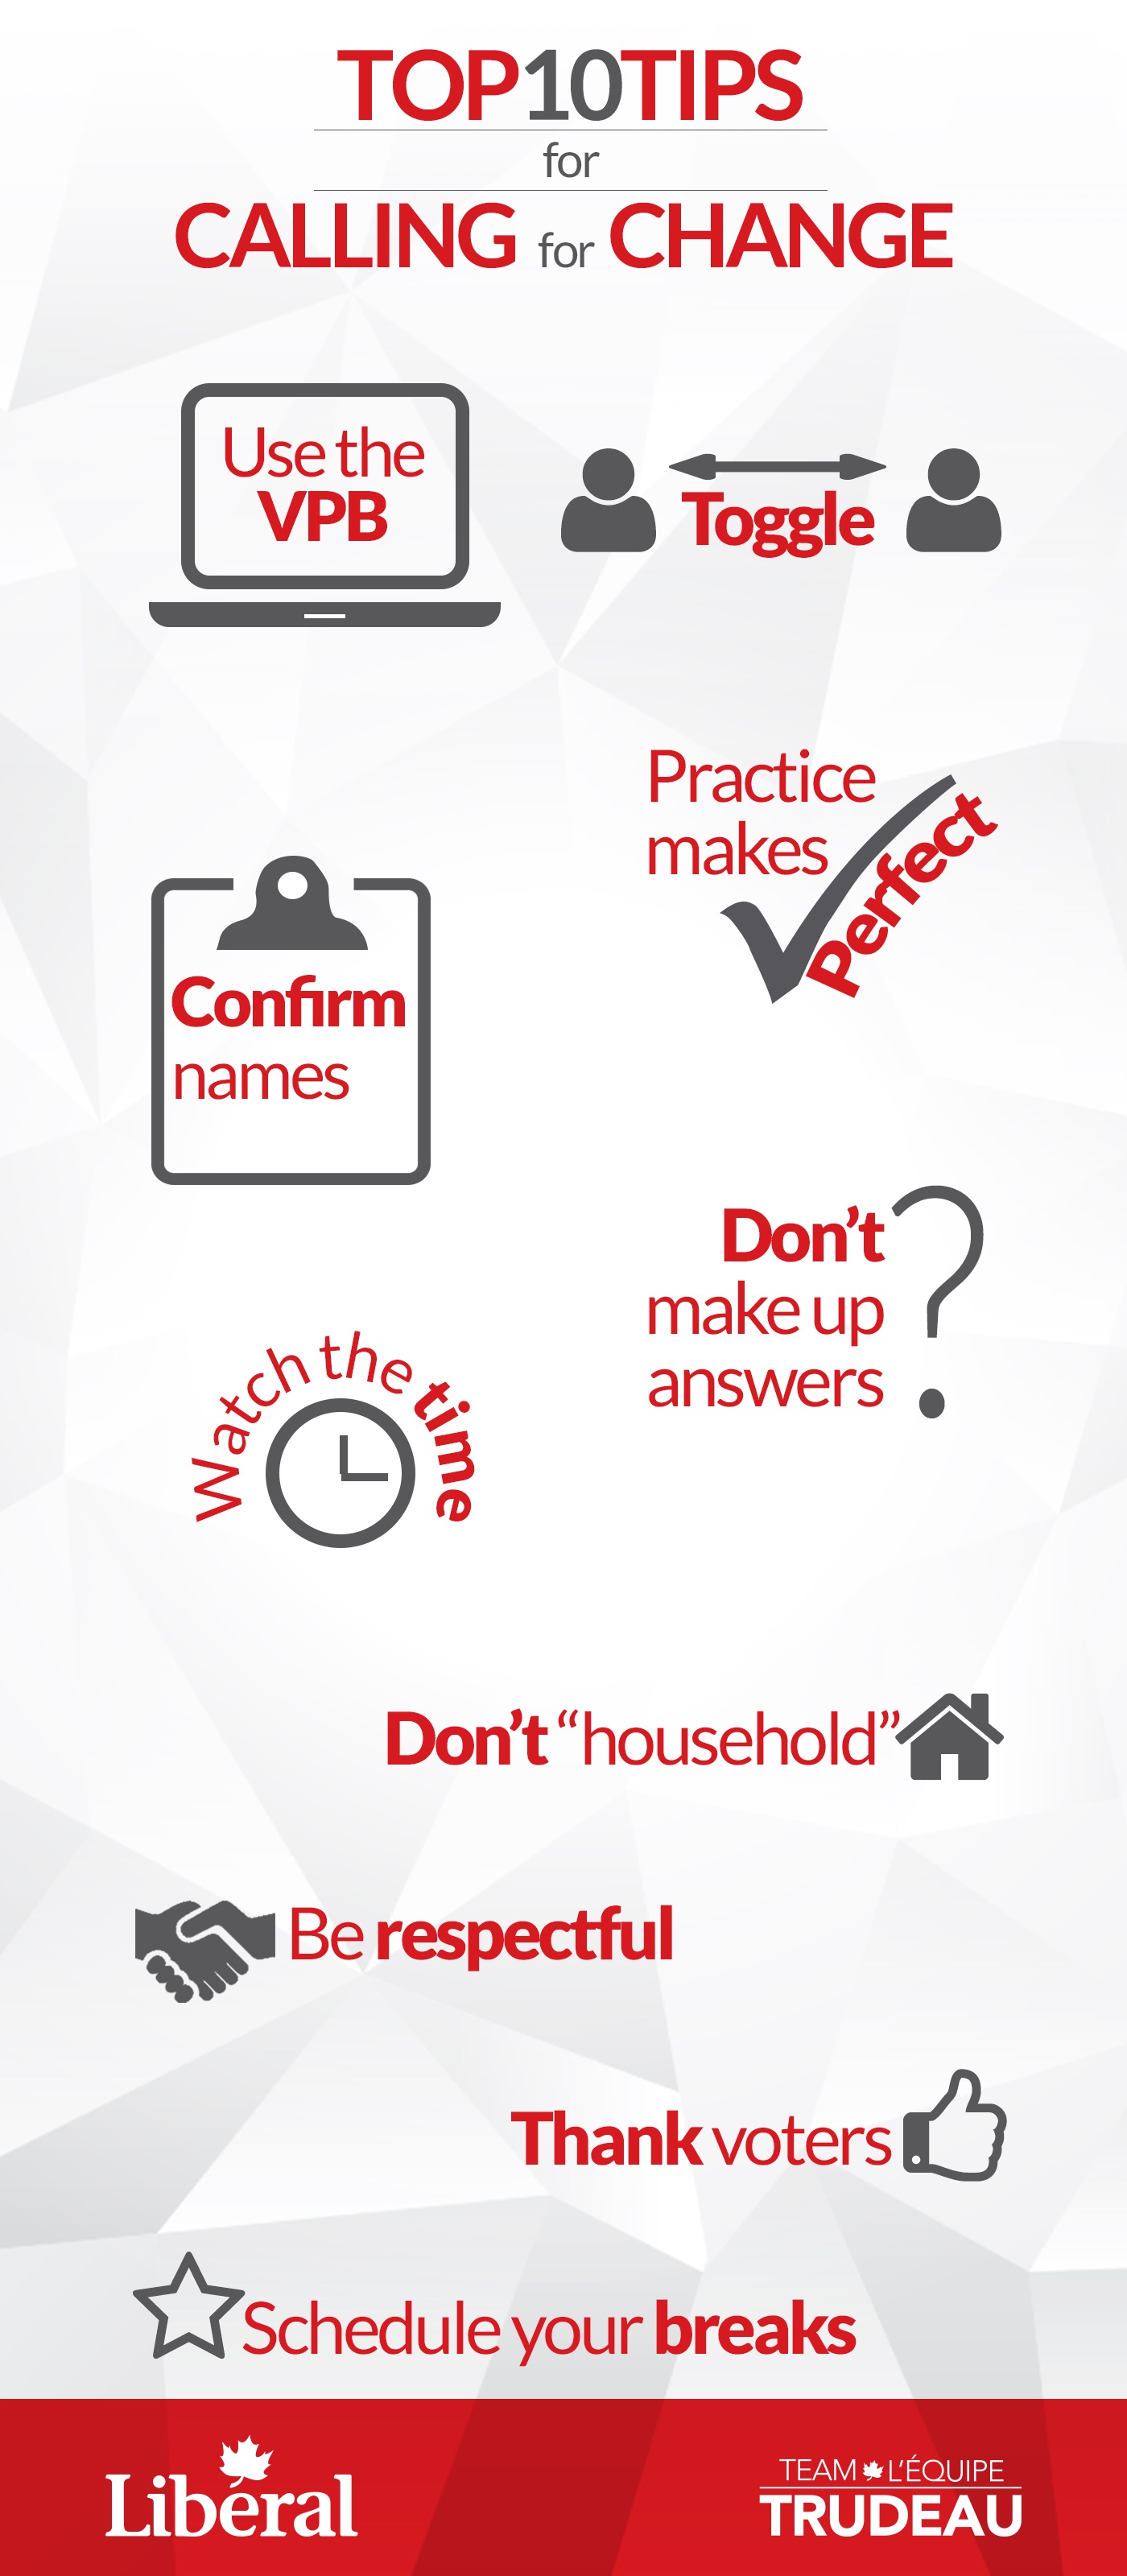 TOP10TIPS
for
CALLING for CHANGE
Use the
VPB
Toggle
Practice
makes
Perfect
Confirm
names
Don’t
make up
answers
Watch the time
Don’t “household”
Be respectful
Thank voters
Schedule your breaks
Liberal
TEAM L’ÉQUIPE
TRUDEAU